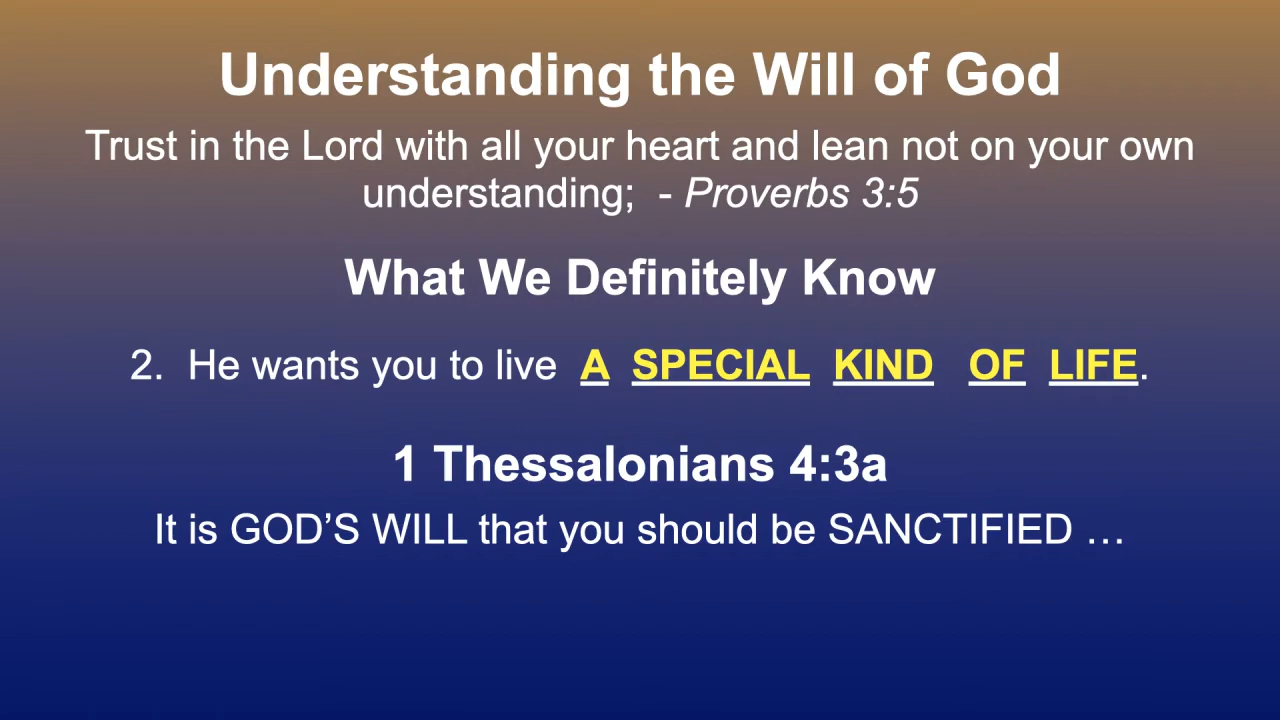 Understanding the Will of God
Trust in the Lord with all your heart and lean not on your own
understanding;  - Proverbs 3:5
What We Definitely Know
2.  He wants you to live  A  SPECIAL  KIND  OF  LIFE.
1 Thessalonians 4:3a
It is GOD’S WILL that you should be SANCTIFIED …